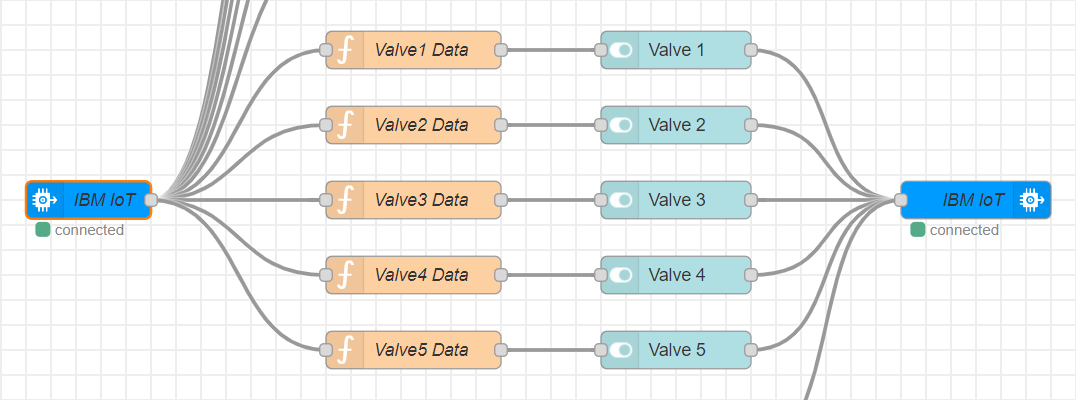 Valve1 Data
Valve 1
Valve2 Data
Valve 2
IBM IoT
Valve3 Data
Valve 3
IBM IoT
connected
connected
Valve4 Data
Valve 4
Valve5 Data
Valve 5